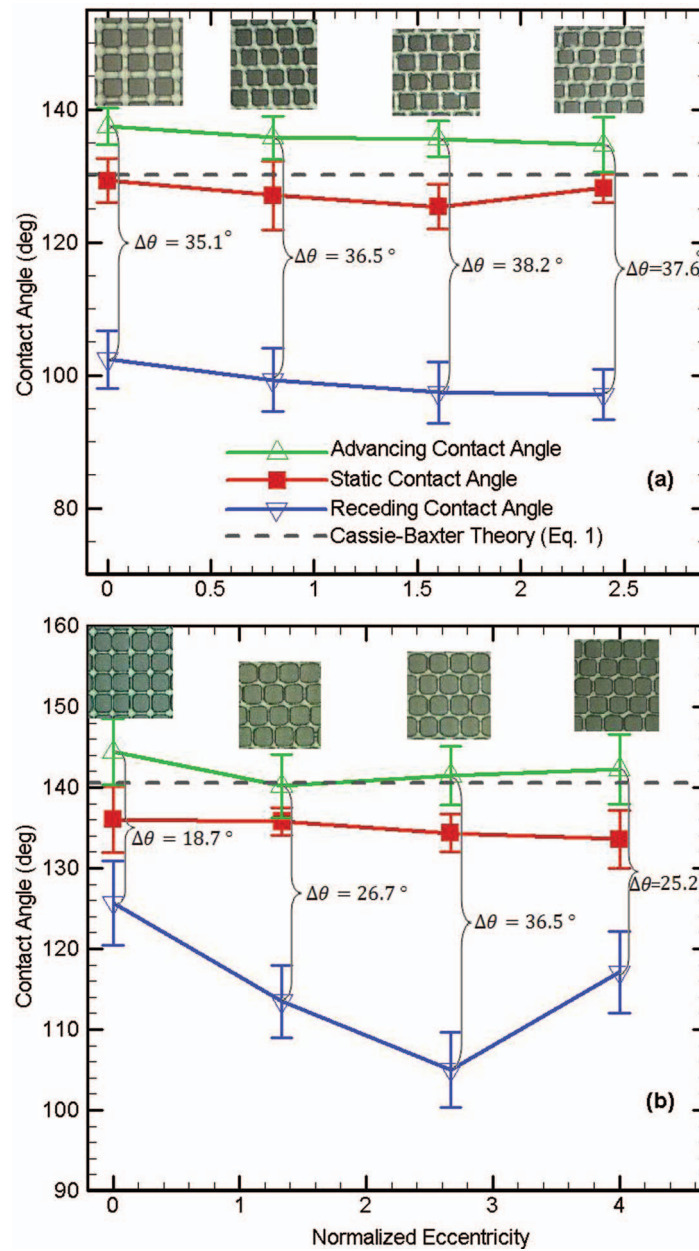 140
120
100
80
Contact Angle (deg)
Δθ = 35.1°
Δθ = 36.5°
Δθ = 38.2°
Δθ=37.6°
Advancing Contact Angle
Static Contact Angle
Receding Contact Angle
Cassie-Baxter Theory (Eq. 1)
(a)
0 0.5 1 1.5 2 2.5
160
150
140
130
120
110
100
90
Contact Angle (deg)
Δθ = 18.7°
Δθ = 26.7°
Δθ = 36.5°
Δθ=25.2
(b)
0 1 2 3 4
Normalized Eccentricity